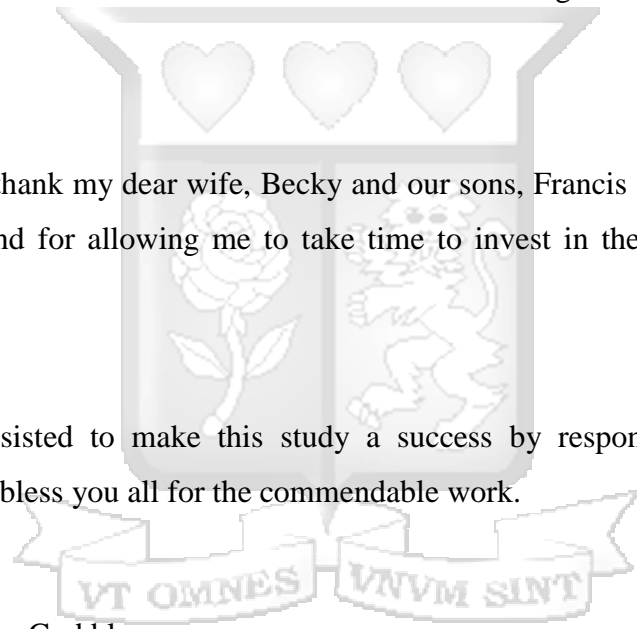 thank my dear wife, Becky and our sons, Francis
nd for allowing me to take time to invest in the
sisted to make this study a success by respon
bless you all for the commendable work.
VT OMNES VNVM SINT